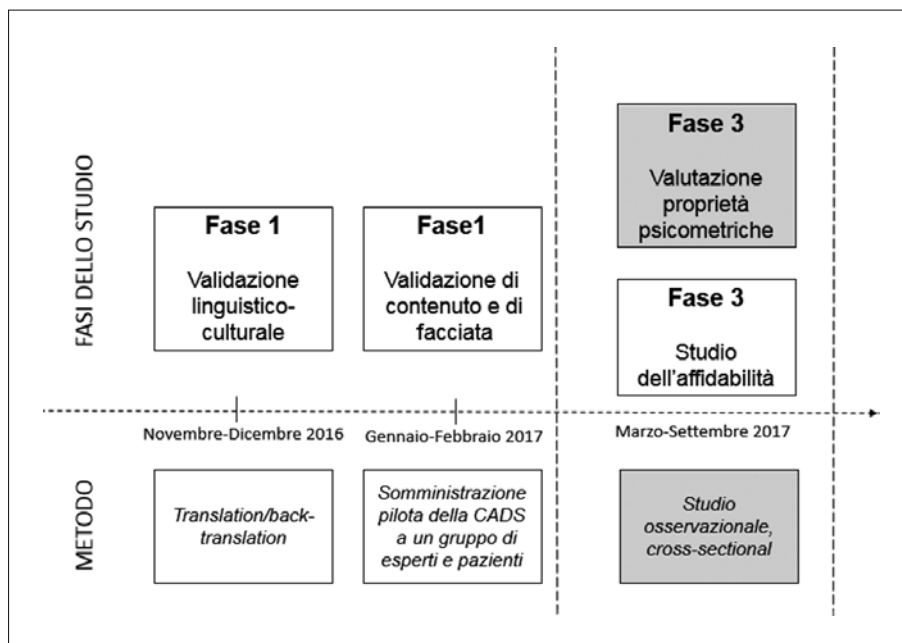 FASI DELLO STUDIO
Fase 1
Validazione
linguistico-
culturale
Fase1
Validazione di
contenuto e di
facciata
Fase 3
Valutazione
proprietà
psicometriche
Fase 3
Studio
dell'affidabilità
Novembre-Dicembre 2016
Gennaio-Febbraio 2017
Marzo-Settembre 2017
METODO
Translation/back-
translation
Somministrazione
pilota della CADS
a un gruppo di
esperti e pazienti
Studio
osservazionale,
cross-sectional